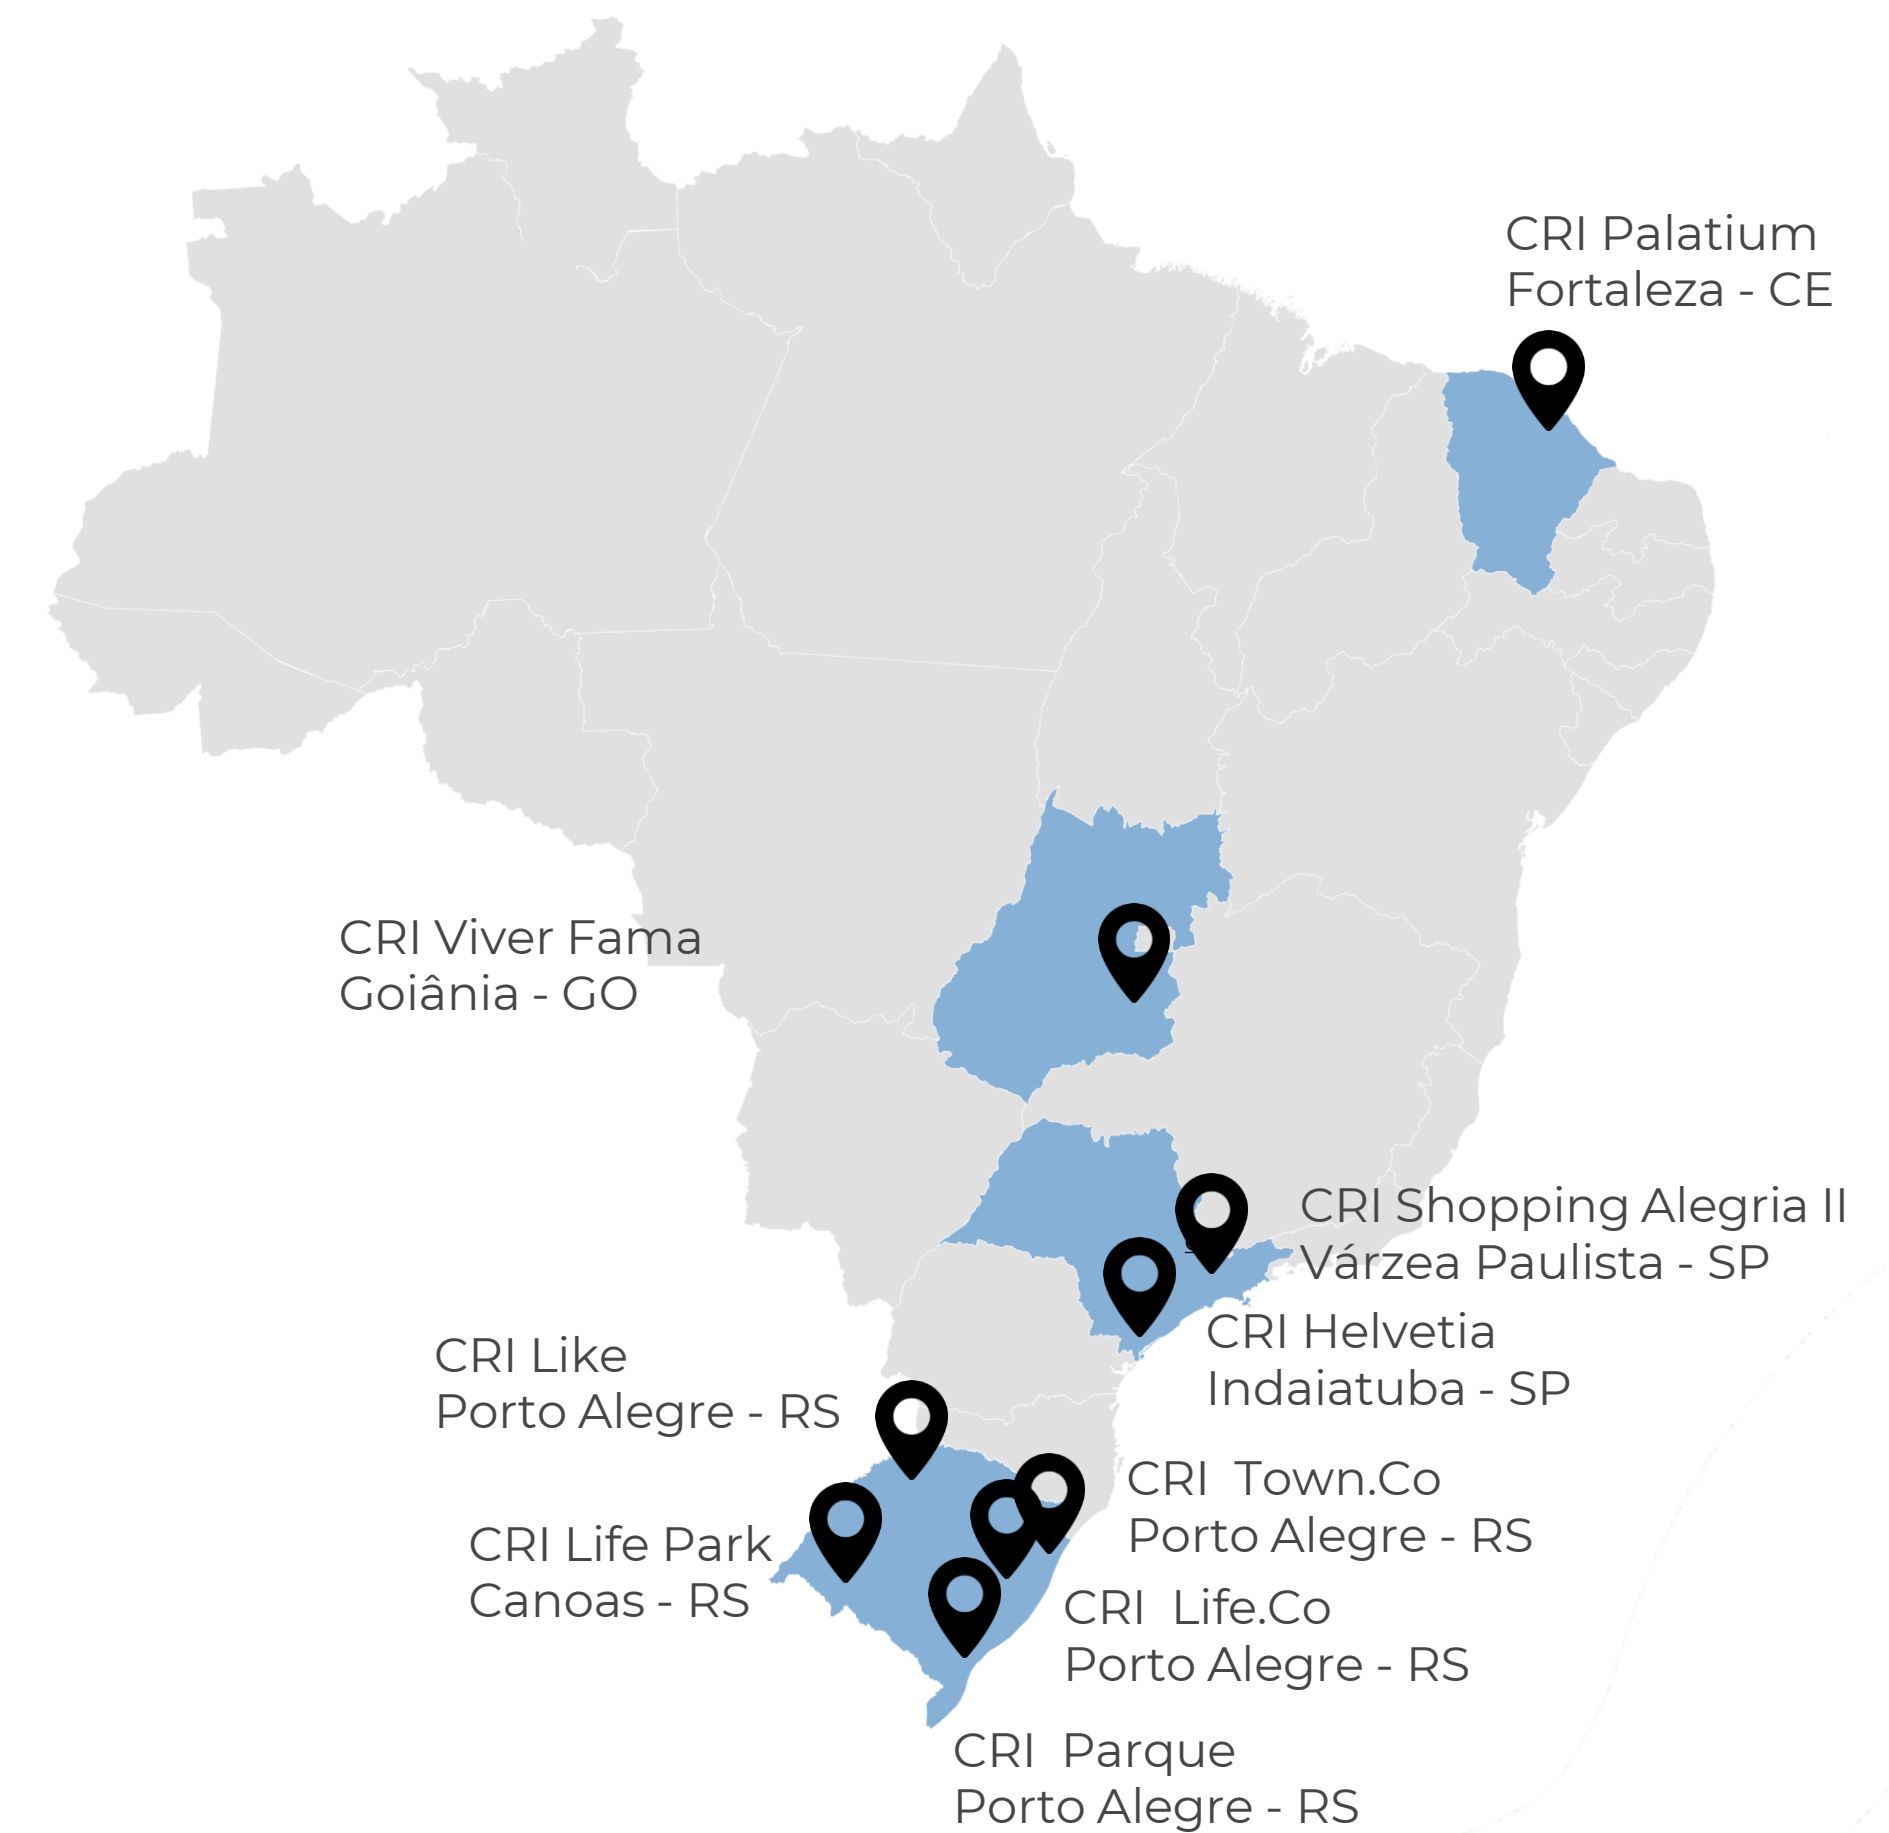 CRI Palatium
Fortaleza - CE
CRI Viver Fama
Goiânia - GO
CRI Shopping Alegria II
Várzea Paulista - SP
CRI Helvetia
Indaiatuba - SP
CRI Like
Porto Alegre - RS
CRI Town.Co
Porto Alegre - RS
CRI Life Park
Canoas - RS
CRI Life.Co
Porto Alegre - RS
CRI Parque
Porto Alegre - RS